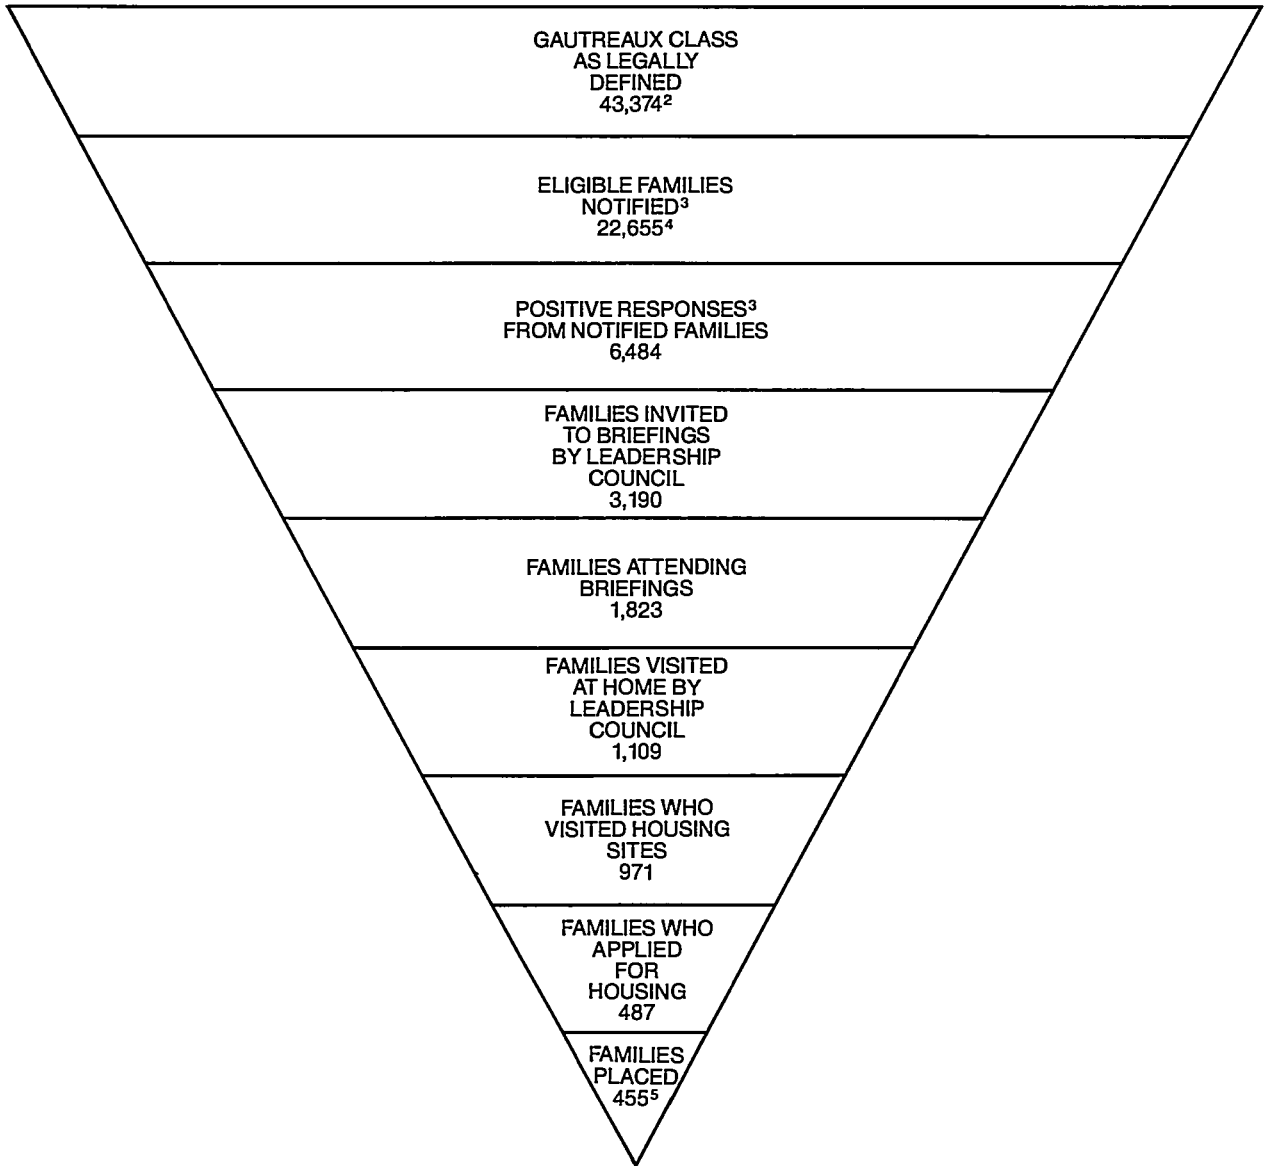 GAUTREAUX CLASS
AS LEGALLY
DEFINED
43,374²
ELIGIBLE FAMILIES
NOTIFIED³
22,655⁴
POSITIVE RESPONSES³
FROM NOTIFIED FAMILIES
6,484
FAMILIES INVITED
TO BRIEFINGS
BY LEADERSHIP
COUNCIL
3,190
FAMILIES ATTENDING
BRIEFINGS
1,823
FAMILIES VISITED
AT HOME BY
LEADERSHIP
COUNCIL
1,109
FAMILIES WHO
VISITED HOUSING
SITES
971
FAMILIES WHO
APPLIED
FOR
HOUSING
487
FAMILIES
PLACED
455⁵